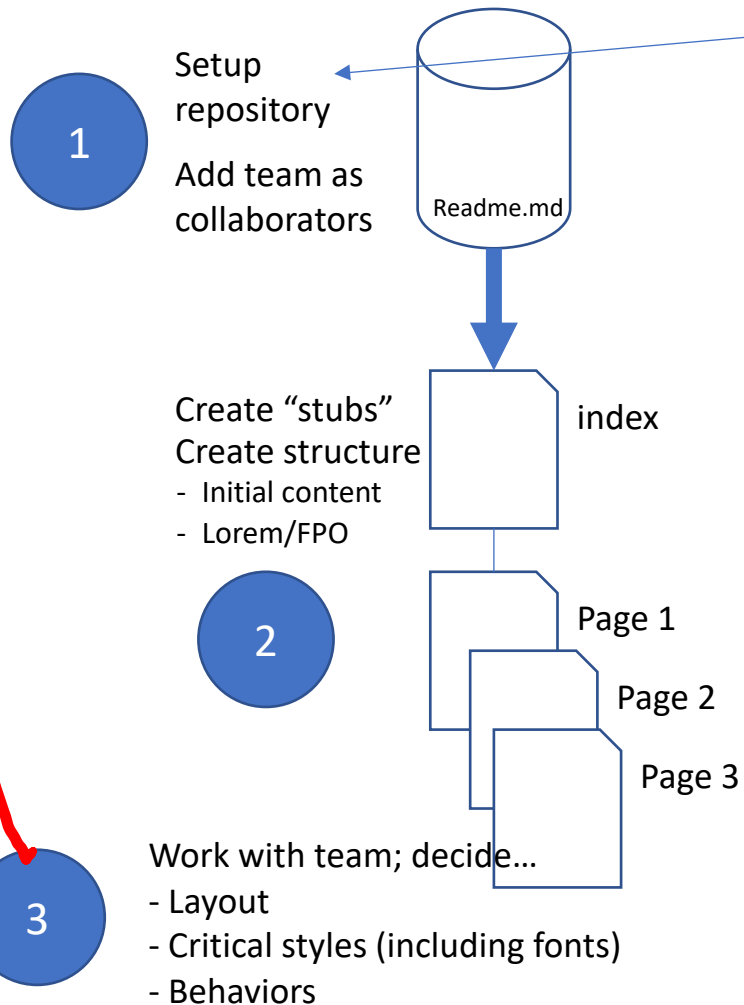 1
Setup
repository
Add team as
collaborators
Readme.md
Create “stubs”
Create structure
- Initial content
- Lorem/FPO
index
2
Page 1
Page 2
Page 3
3
Work with team; decide…
- Layout
- Critical styles (including fonts)
- Behaviors